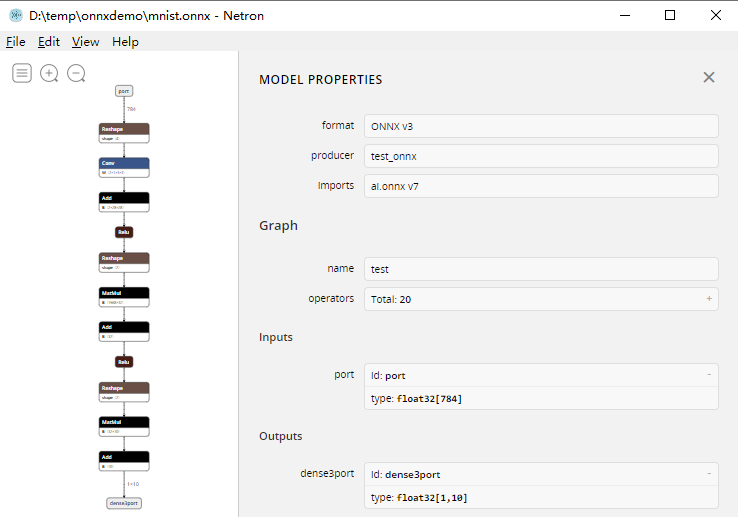 D:\temp\onnxdemo\mnist.onnx - Netron
File Edit View Help
port
784
Reshape
shape
Conv
Add
Relu
Reshape
shape
MatMul
Add
Relu
Reshape
shape
MatMul
Add
1×10
dense3port
MODEL PROPERTIES
format ONNX v3
producer test_onnx
imports ai.onnx v7
Graph
name test
operators Total: 20 +
Inputs
port id: port -
type: float32[784]
Outputs
dense3port id: dense3port -
type: float32[1,10]